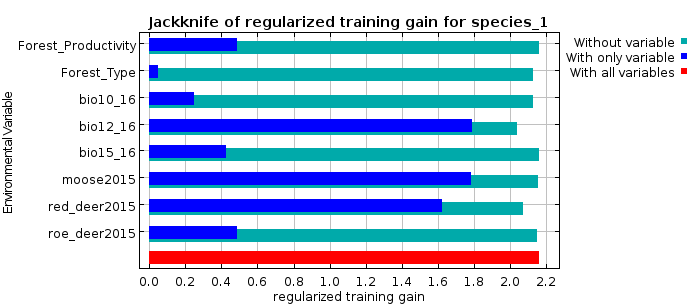 Jackknife of regularized training gain for species_1
Without variable
With only variable
With all variables
Environmental Variable
Forest_Productivity
Forest_Type
bio10_16
bio12_16
bio15_16
moose2015
red_deer2015
roe_deer2015
0.0 0.2 0.4 0.6 0.8 1.0 1.2 1.4 1.6 1.8 2.0 2.2
regularized training gain